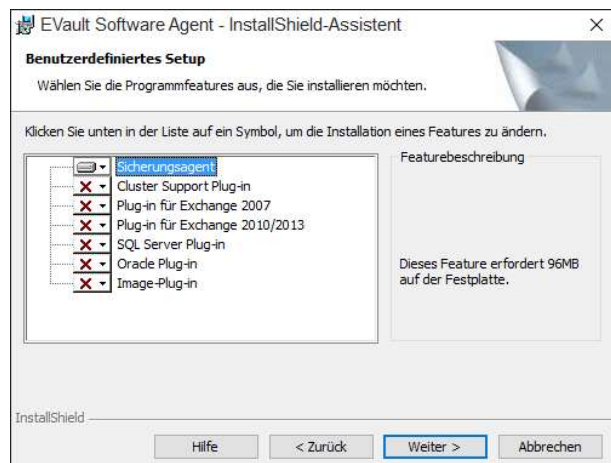 EVault Software Agent - InstallShield-Assistent
Benutzerdefiniertes Setup
Wählen Sie die Programmfeatures aus, die Sie installieren möchten.
Klicken Sie unten in der Liste auf ein Symbol, um die Installation eines Features zu ändern.
Sicherungsagent
Cluster Support Plug-in
Plug-in für Exchange 2007
Plug-in für Exchange 2010/2013
SQL Server Plug-in
Oracle Plug-in
Image-Plug-in
Featurebeschreibung
Dieses Feature erfordert 96MB
auf der Festplatte.
InstallShield
Hilfe
< Zurück
Weiter >
Abbrechen